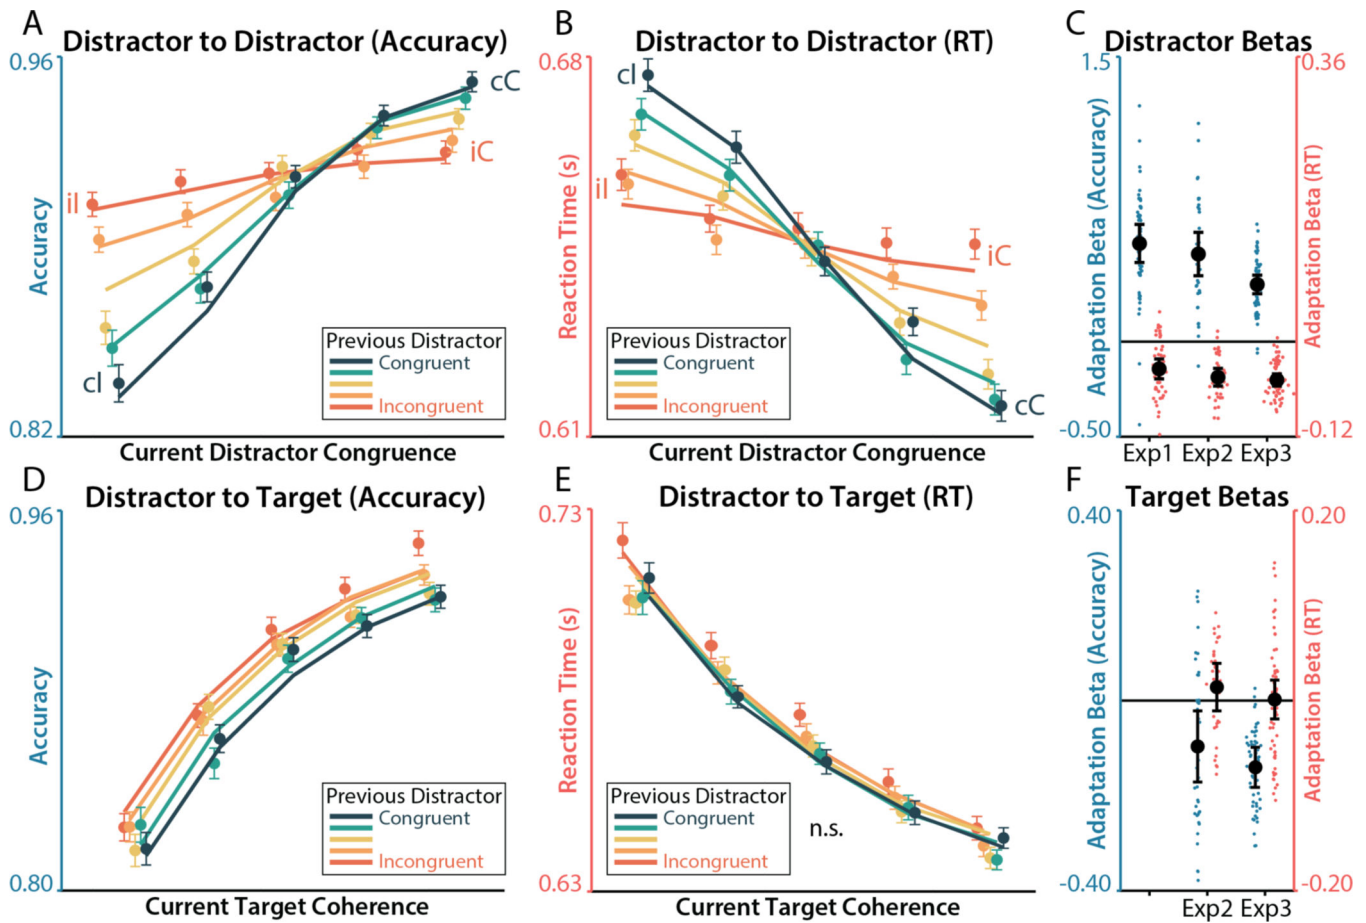 A
Distractor to Distractor (Accuracy)
0.96
Accuracy
0.82
cC
iC
iI
cI
Previous Distractor
Congruent
Incongruent
Current Distractor Congruence
B
Distractor to Distractor (RT)
0.68
Reaction Time (s)
0.61
cI
iI
iC
cC
Previous Distractor
Congruent
Incongruent
Current Distractor Congruence
C
Distractor Betas
1.5
0.36
Adaptation Beta (Accuracy)
Adaptation Beta (RT)
-0.50
-0.12
Exp1 Exp2 Exp3
D
Distractor to Target (Accuracy)
0.96
Accuracy
0.80
Previous Distractor
Congruent
Incongruent
Current Target Coherence
E
Distractor to Target (RT)
0.73
Reaction Time (s)
0.63
Previous Distractor
Congruent
Incongruent
n.s.
Current Target Coherence
F
Target Betas
0.40
0.20
Adaptation Beta (Accuracy)
Adaptation Beta (RT)
-0.40
-0.20
Exp2 Exp3